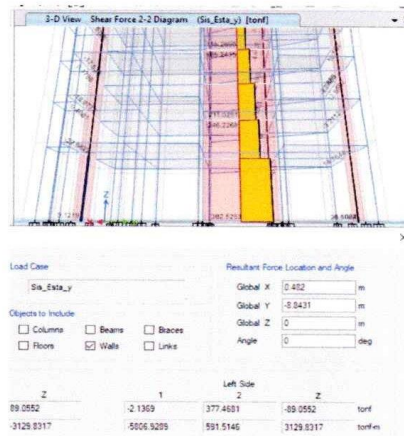 3-D View Shear Force 2-2 Diagram (Sis_Esta_y) [tonf]
Z
Load Case
Sis_Esta_y
Objects to Include
Columns Beams Braces
Floors Walls Links
Resultant Force Location and Angle
Global X 0.482 m
Global Y -8.8431 m
Global Z 0 m
Angle 0 deg
Left Side
Z 1 2 Z
89.0552 -2.1369 377.4681 -89.0552 tonf
-3129.8317 -5806.9289 591.5146 3129.8317 tonf-m